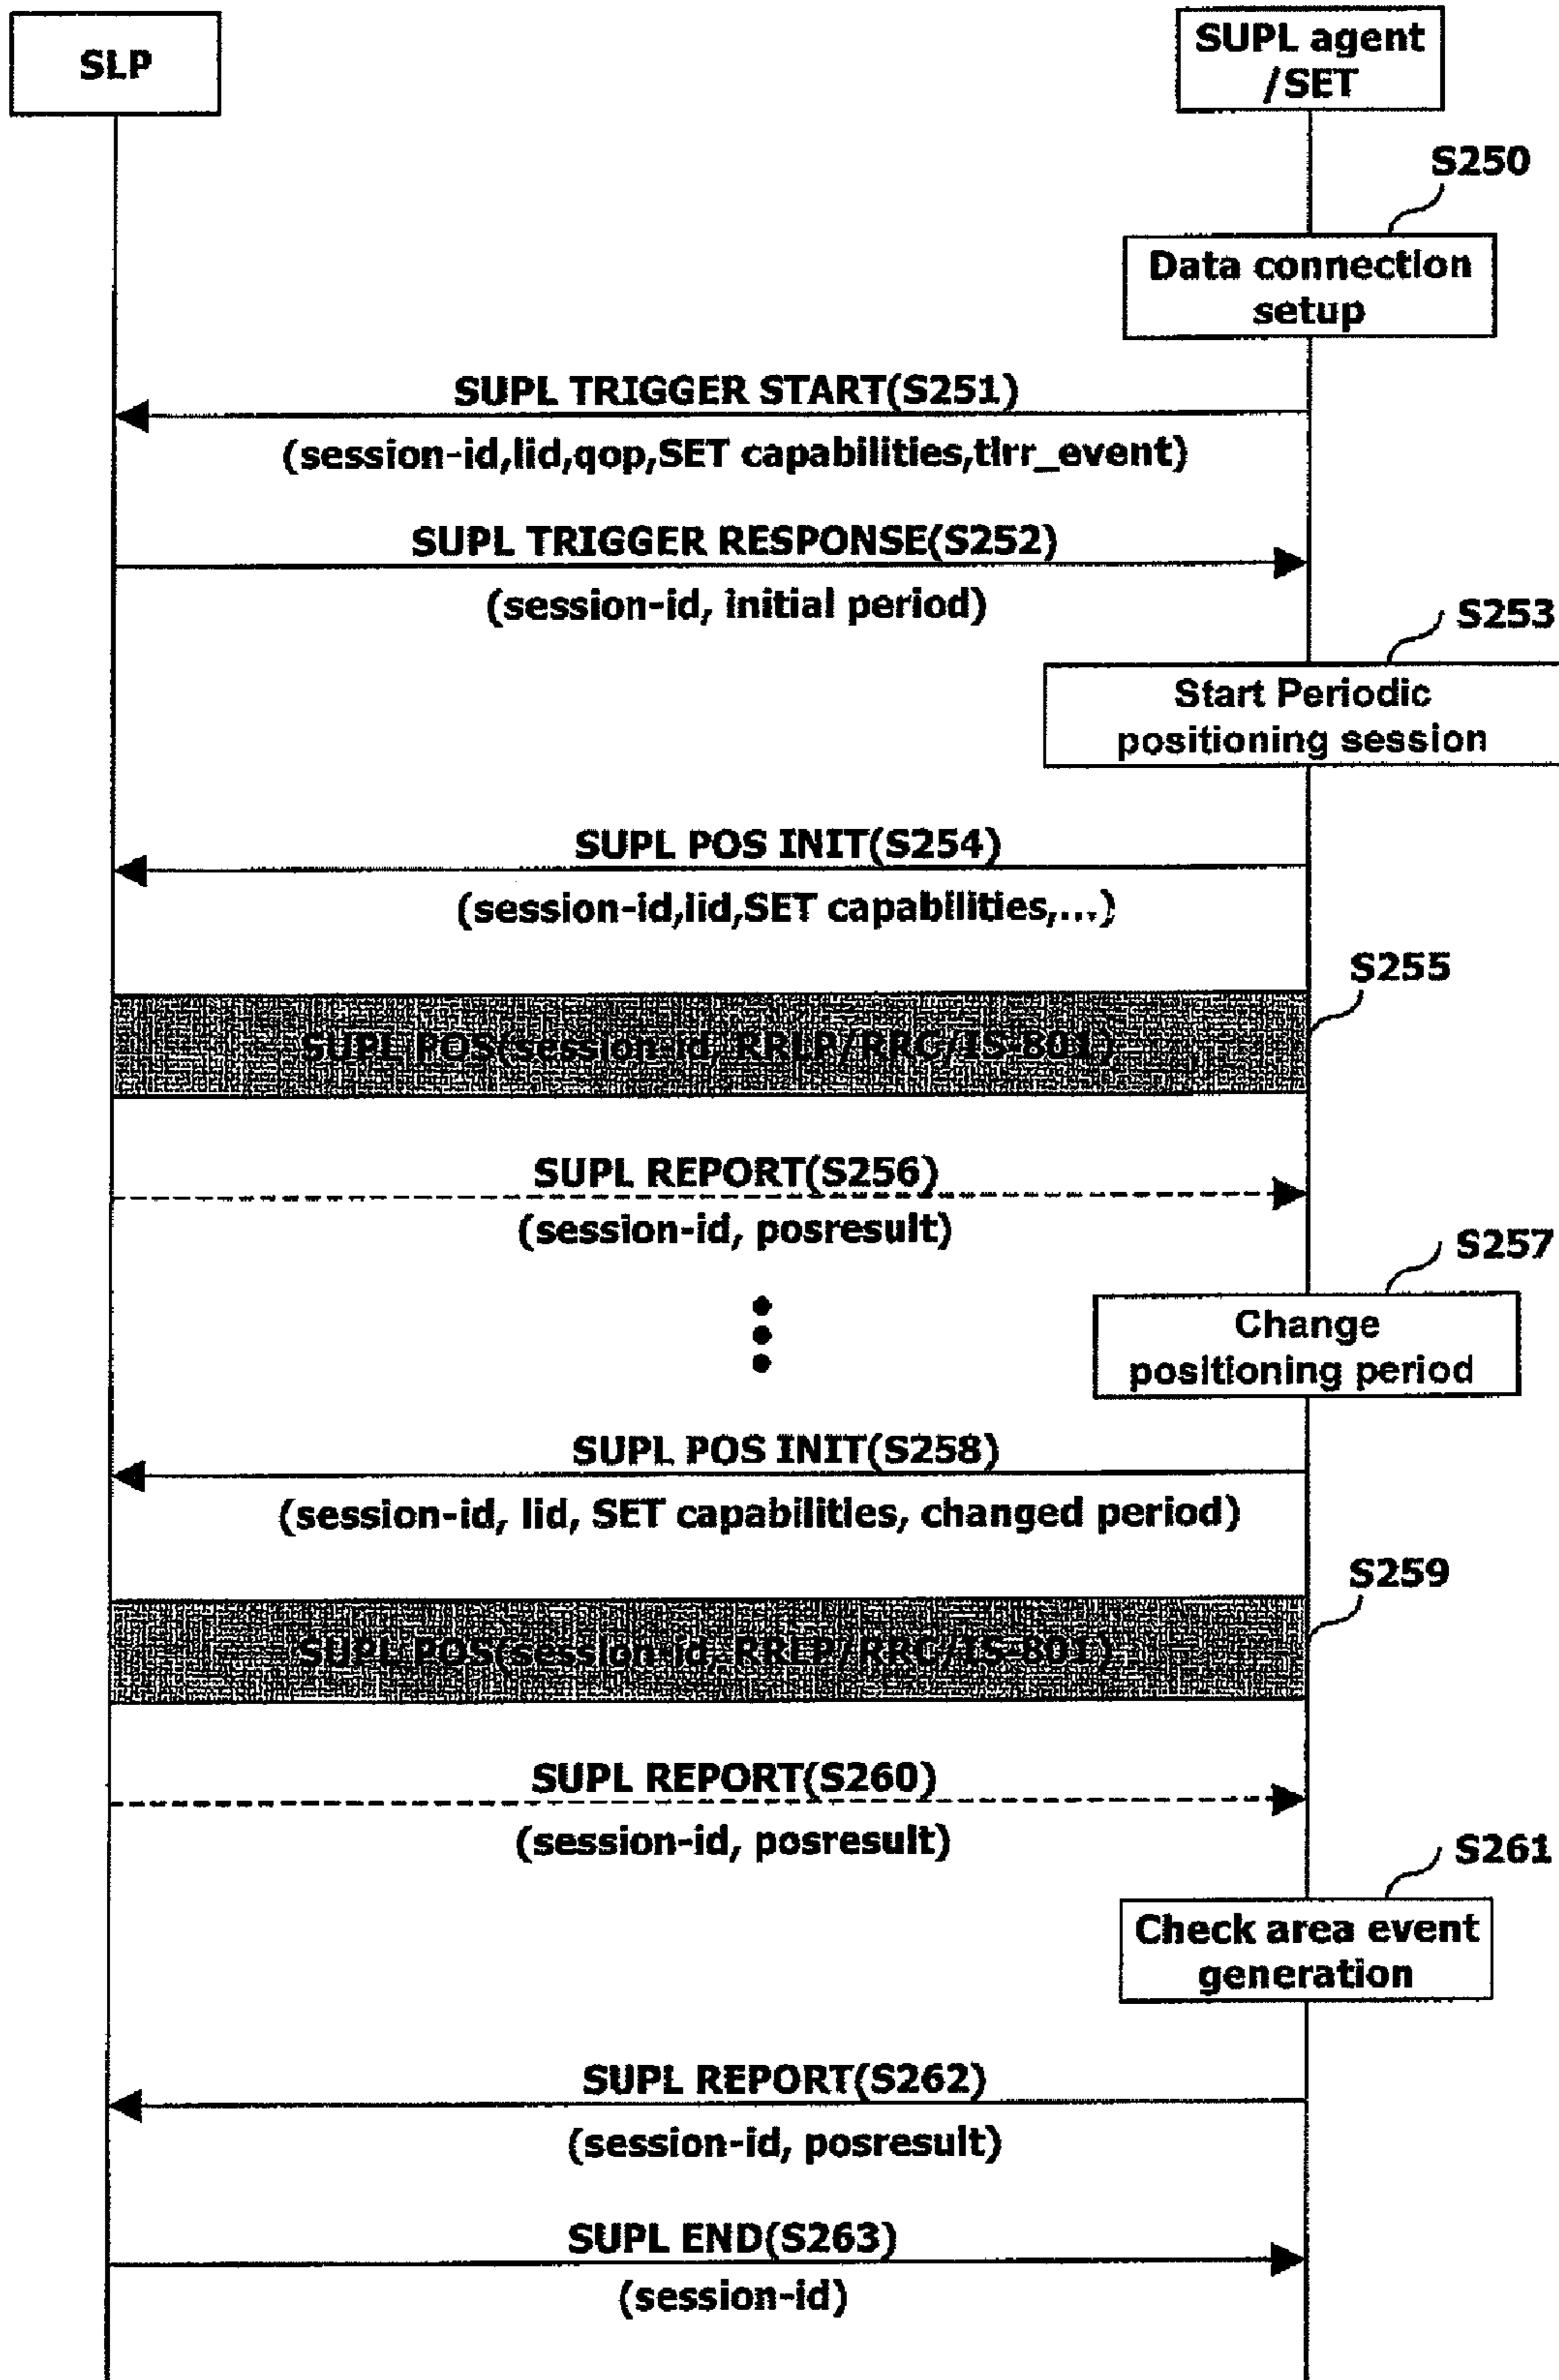 SLP
SUPL agent
/SET
S250
Data connection
setup
SUPL TRIGGER START(S251)
(session-id,lid,qop,SET capabilities,tlrr_event)
SUPL TRIGGER RESPONSE(S252)
(session-id, initial period)
S253
Start Periodic
positioning session
SUPL POS INIT(S254)
(session-id,lid,SET capabilities,...)
S255
SUPL POS(session-id, RRLP/RRC/IS-801)
SUPL REPORT(S256)
(session-id, posresult)
S257
Change
positioning period
SUPL POS INIT(S258)
(session-id, lid, SET capabilities, changed period)
S259
SUPL POS(session-id, RRLP/RRC/IS-801)
SUPL REPORT(S260)
(session-id, posresult)
S261
Check area event
generation
SUPL REPORT(S262)
(session-id, posresult)
SUPL END(S263)
(session-id)